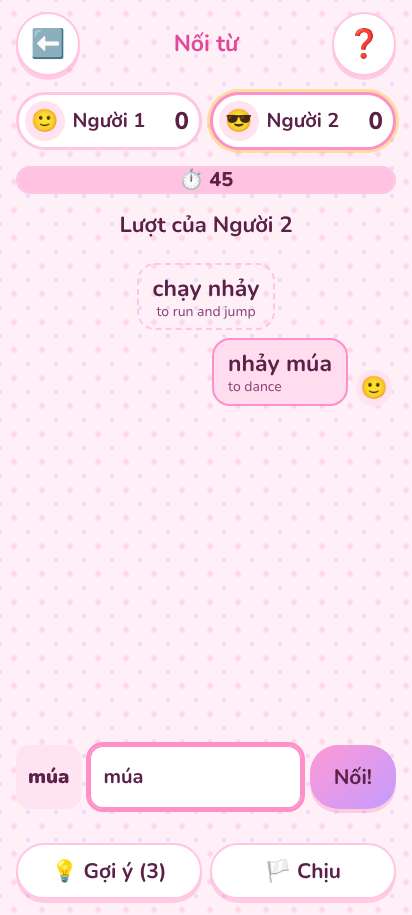 Nối từ
Người 1 0
Người 2 0
45
Lượt của Người 2
chạy nhảy
to run and jump
nhảy múa
to dance
múa
múa
Nối!
Gợi ý (3)
Chịu